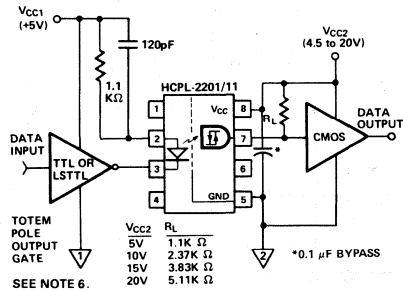 VCC1
(+5V)
120pF
1.1
KΩ
HCPL-2201/11
VCC
1
2
3
4
8
7
6
5
GND
RL
*
VCC2
(4.5 to 20V)
DATA
INPUT
TTL OR
LSTTL
CMOS
DATA
OUTPUT
TOTEM
POLE
OUTPUT
GATE
1
2
*0.1 μF BYPASS
VCC2 RL
5V 1.1K Ω
10V 2.37K Ω
15V 3.83K Ω
20V 5.11K Ω
SEE NOTE 6.